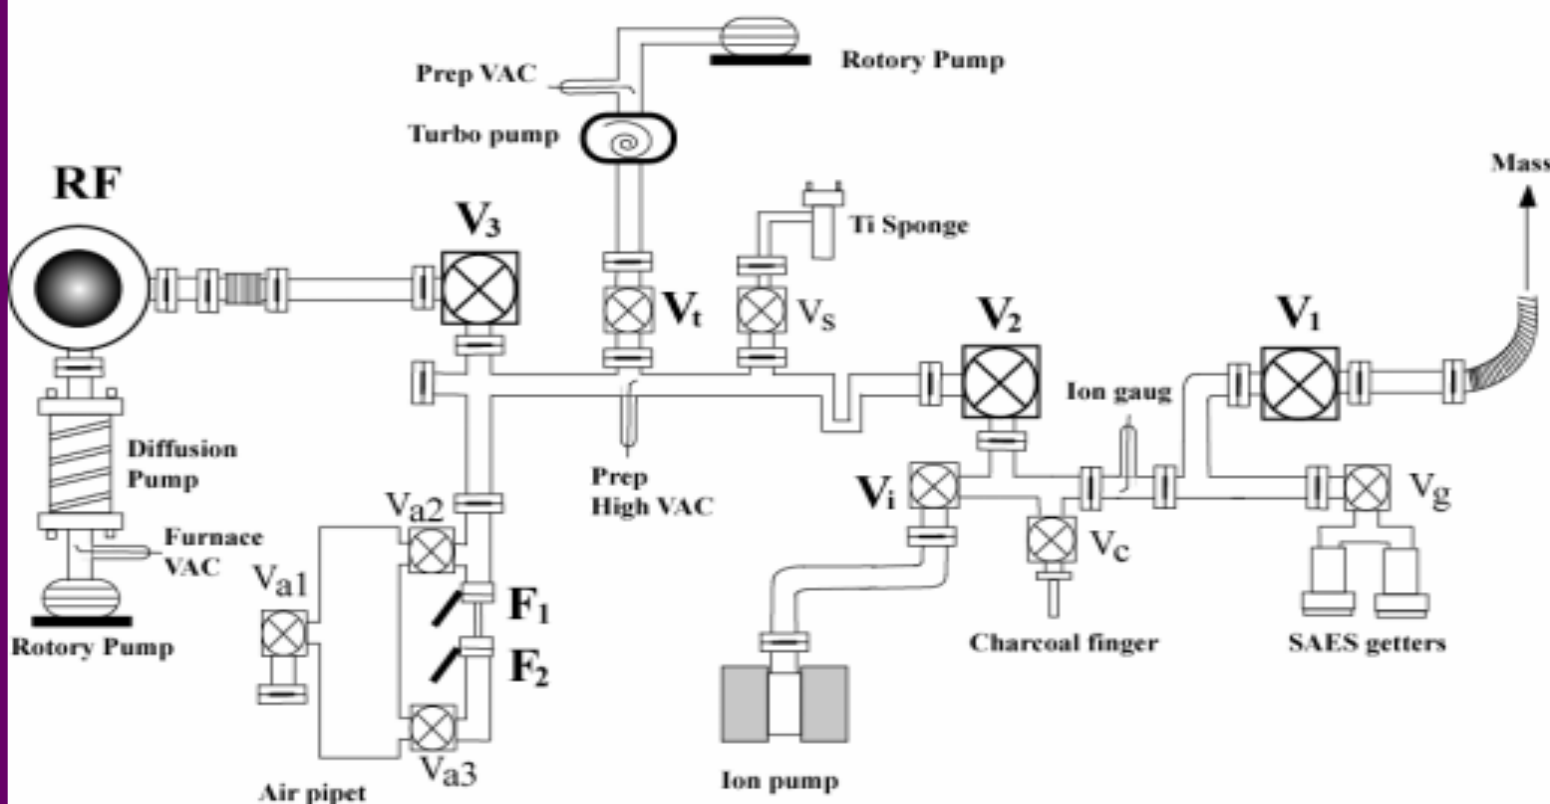 Rotory Pump
Prep VAC
Turbo pump
Mass
RF
V3
Ti Sponge
Vt
Vs
V2
V1
Ion gaug
Diffusion
Pump
Prep
High VAC
Vi
Vg
Va2
Furnace
VAC
Vc
Va1
F1
Rotory Pump
Charcoal finger
SAES getters
F2
Va3
Ion pump
Air pipet